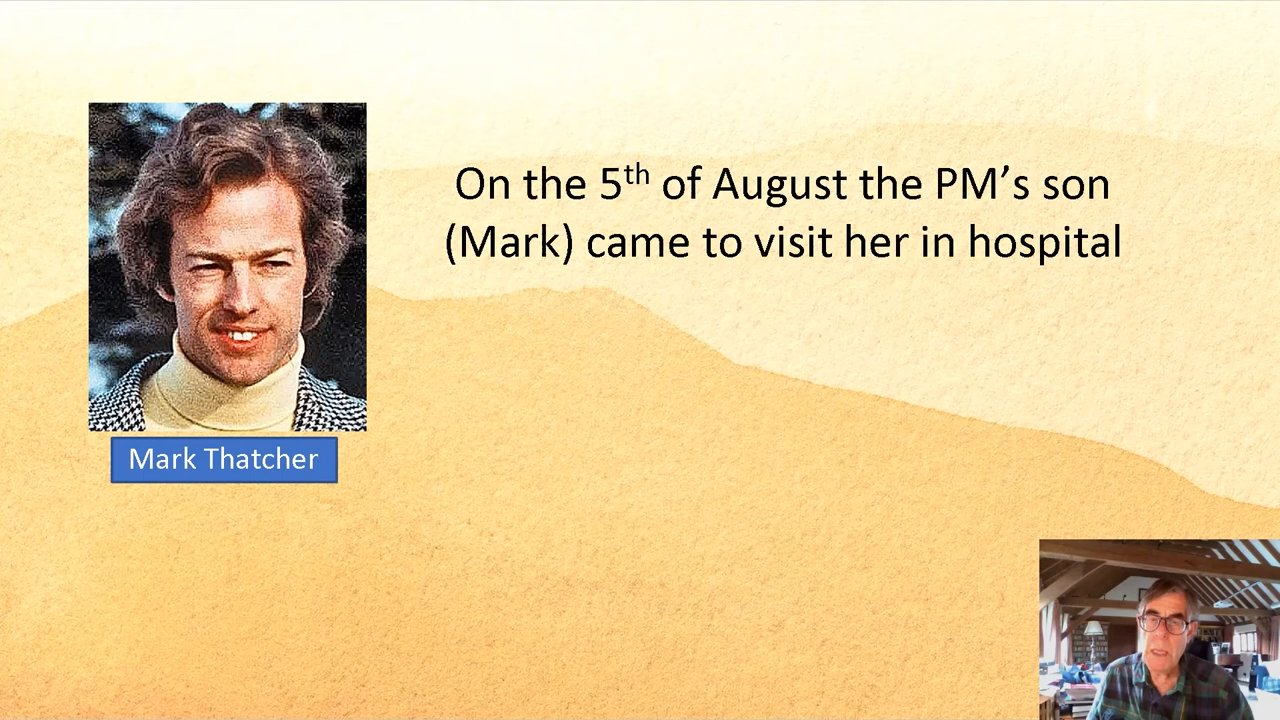 On the 5th of August the PM's son
(Mark) came to visit her in hospital
Mark Thatcher